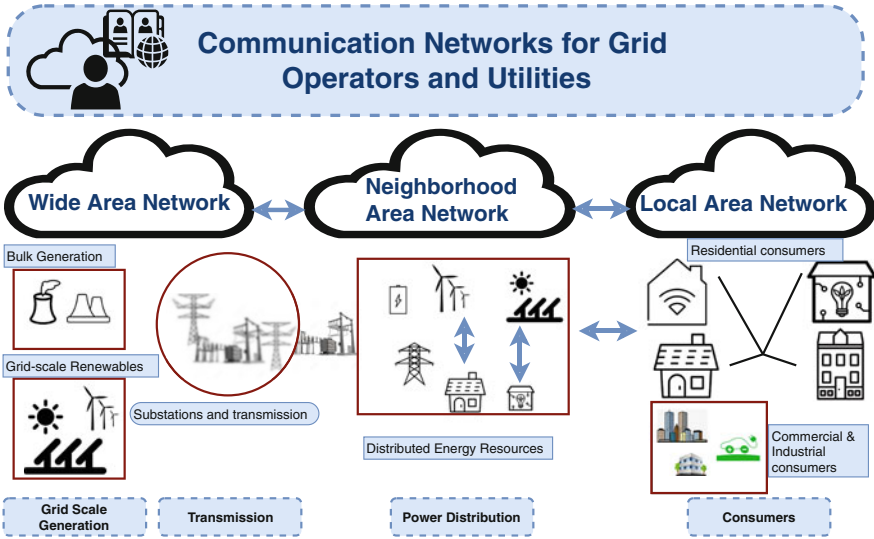 Communication Networks for Grid
Operators and Utilities
Wide Area Network
Neighborhood
Area Network
Local Area Network
Bulk Generation
Residential consumers
Grid-scale Renewables
Substations and transmission
Distributed Energy Resources
Commercial &
Industrial
consumers
Grid Scale
Generation
Transmission
Power Distribution
Consumers